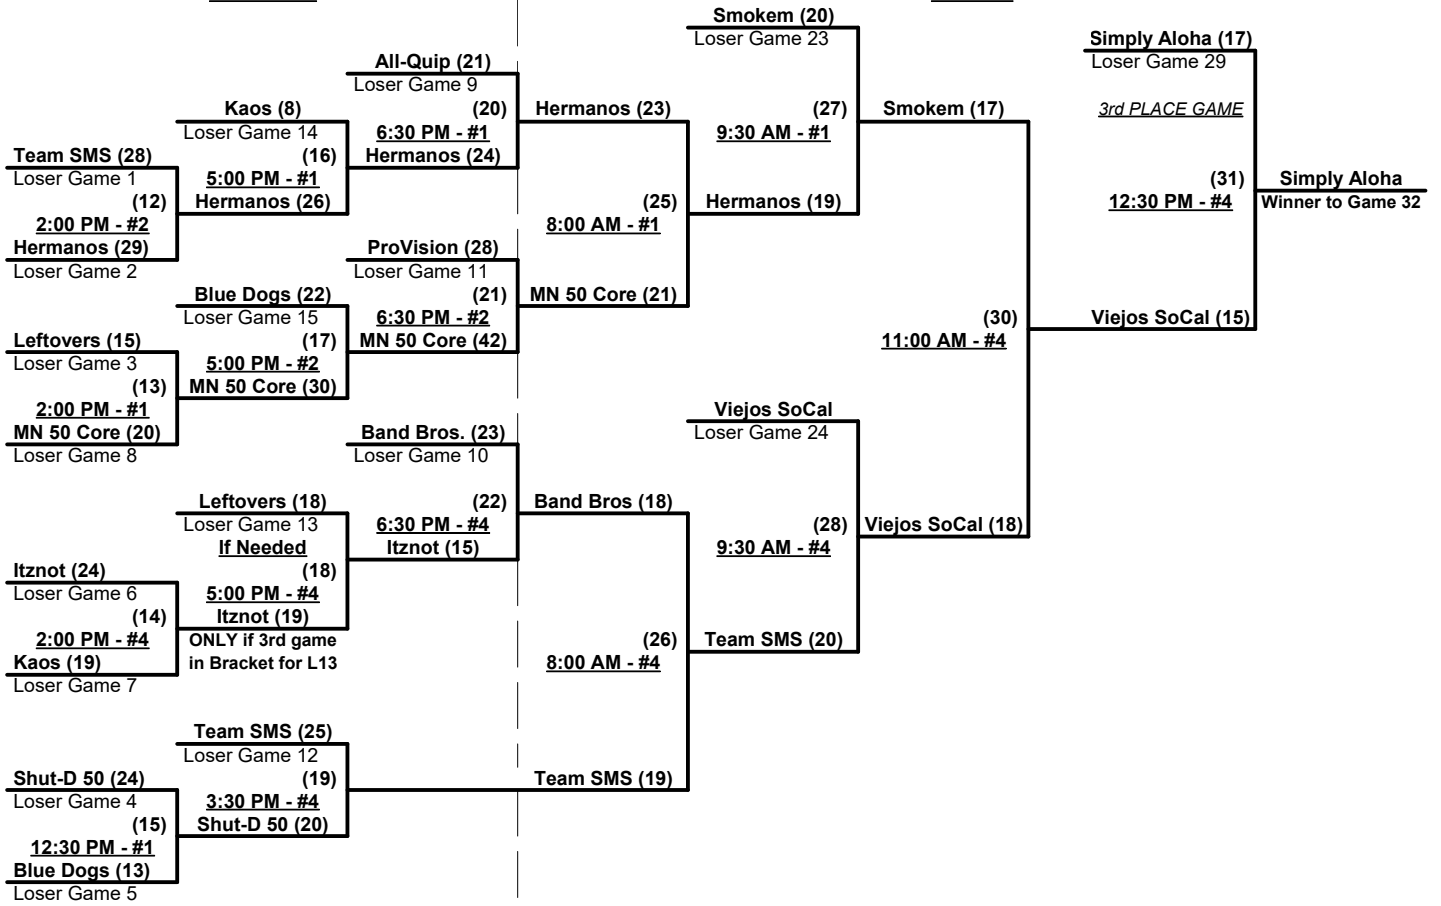 Smokem (20)
Loser Game 23
Simply Aloha (17)
Loser Game 29
All-Quip (21)
Loser Game 9
Kaos (8)
(20)
Hermanos (23)
(27)
Smokem (17)
3rd PLACE GAME
Loser Game 14
6:30 PM - #1
9:30 AM - #1
Team SMS (28)
(16)
Hermanos (24)
Loser Game 1
5:00 PM - #1
(31)
Simply Aloha
(12)
Hermanos (26)
(25)
Hermanos (19)
12:30 PM - #4
Winner to Game 32
2:00 PM - #2
8:00 AM - #1
Hermanos (29)
ProVision (28)
Loser Game 2
Loser Game 11
Blue Dogs (22)
(21)
MN 50 Core (21)
Loser Game 15
6:30 PM - #2
(30)
Viejos SoCal (15)
Leftovers (15)
(17)
MN 50 Core (42)
11:00 AM - #4
Loser Game 3
5:00 PM - #2
(13)
MN 50 Core (30)
2:00 PM - #1
Viejos SoCal
MN 50 Core (20)
Band Bros. (23)
Loser Game 24
Loser Game 8
Loser Game 10
Leftovers (18)
(22)
Band Bros (18)
Loser Game 13
6:30 PM - #4
(28)
Viejos SoCal (18)
If Needed
Itznot (15)
9:30 AM - #4
Itznot (24)
(18)
Loser Game 6
5:00 PM - #4
(14)
Itznot (19)
2:00 PM - #4
ONLY if 3rd game
(26)
Team SMS (20)
Kaos (19)
in Bracket for L13
8:00 AM - #4
Loser Game 7
Team SMS (25)
Loser Game 12
Shut-D 50 (24)
(19)
Team SMS (19)
Loser Game 4
3:30 PM - #4
(15)
Shut-D 50 (20)
12:30 PM - #1
Blue Dogs (13)
Loser Game 5